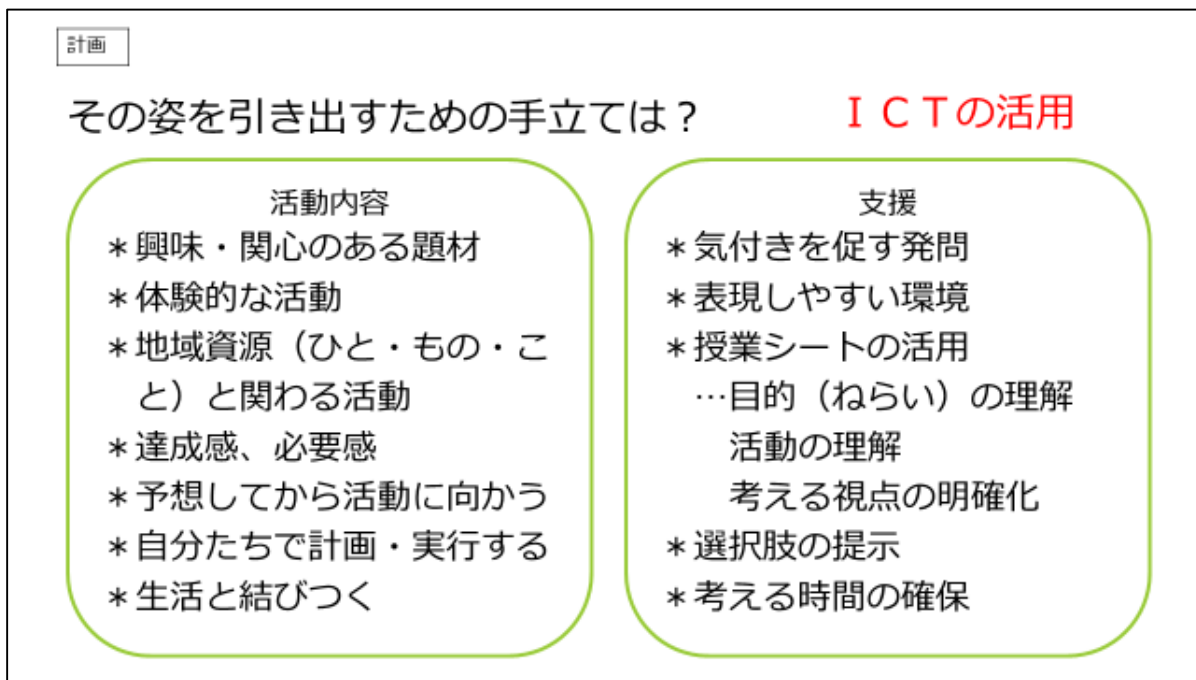 計画
その姿を引き出すための手立ては？
ＩＣＴの活用
活動内容
＊興味・関心のある題材
＊体験的な活動
＊地域資源（ひと・もの・こ
と）と関わる活動
＊達成感、必要感
＊予想してから活動に向かう
＊自分たちで計画・実行する
＊生活と結びつく
支援
＊気付きを促す発問
＊表現しやすい環境
＊授業シートの活用
…目的（ねらい）の理解
活動の理解
考える視点の明確化
＊選択肢の提示
＊考える時間の確保